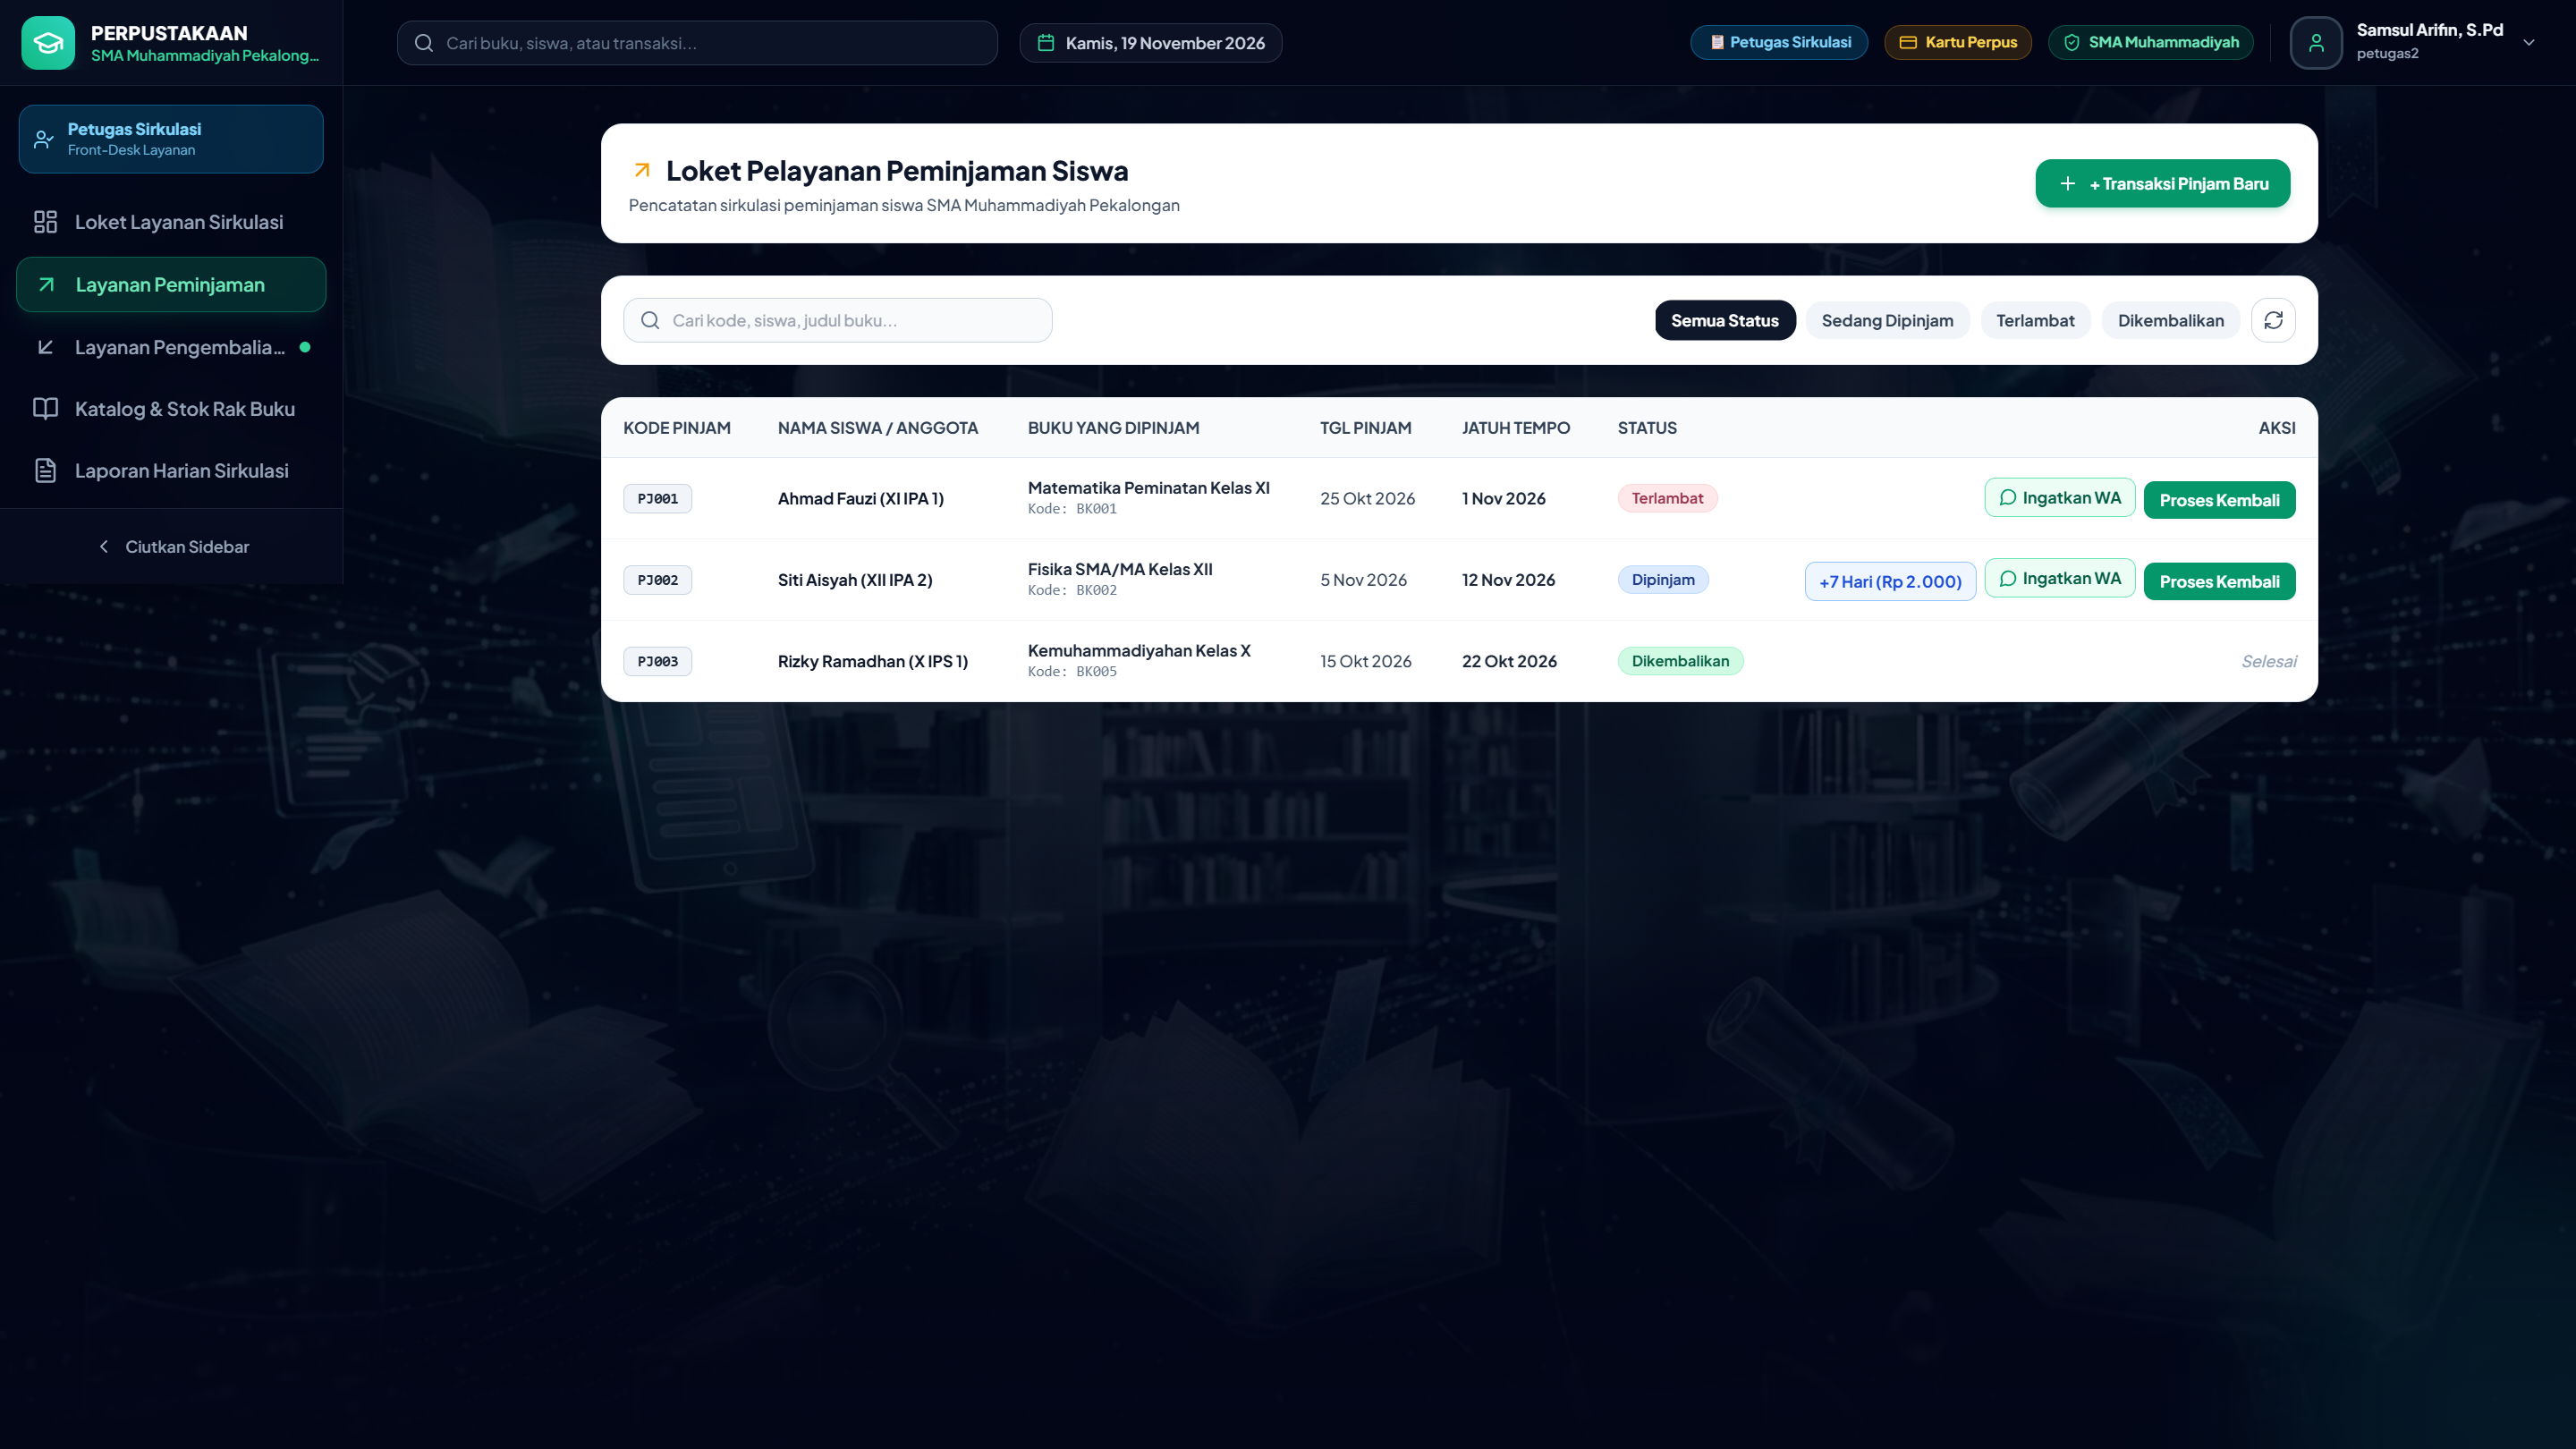 PERPUSTAKAAN
SMA Muhammadiyah Pekalong...
Cari buku, siswa, atau transaksi...
Kamis, 19 November 2026
Petugas Sirkulasi
Kartu Perpus
SMA Muhammadiyah
Samsul Arifin, S.Pd
petugas2
Petugas Sirkulasi
Front-Desk Layanan
Loket Layanan Sirkulasi
Layanan Peminjaman
Layanan Pengembalia...
Katalog & Stok Rak Buku
Laporan Harian Sirkulasi
Ciutkan Sidebar
Loket Pelayanan Peminjaman Siswa
Pencatatan sirkulasi peminjaman siswa SMA Muhammadiyah Pekalongan
+ Transaksi Pinjam Baru
Cari kode, siswa, judul buku...
Semua Status
Sedang Dipinjam
Terlambat
Dikembalikan
KODE PINJAM NAMA SISWA / ANGGOTA BUKU YANG DIPINJAM TGL PINJAM JATUH TEMPO STATUS AKSI
PJ001 Ahmad Fauzi (XI IPA 1) Matematika Peminatan Kelas XI 25 Okt 2026 1 Nov 2026 Terlambat Ingatkan WA Proses Kembali
Kode: BK001
PJ002 Siti Aisyah (XII IPA 2) Fisika SMA/MA Kelas XII 5 Nov 2026 12 Nov 2026 Dipinjam +7 Hari (Rp 2.000) Ingatkan WA Proses Kembali
Kode: BK002
PJ003 Rizky Ramadhan (X IPS 1) Kemuhammadiyahan Kelas X 15 Okt 2026 22 Okt 2026 Dikembalikan Selesai
Kode: BK005